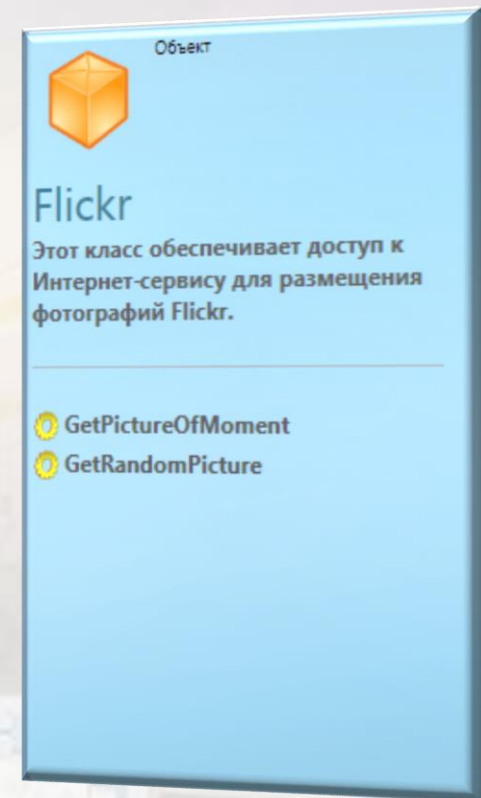 Объект
Flickr
Этот класс обеспечивает доступ к
Интернет-сервису для размещения
фотографий Flickr.
GetPictureOfMoment
GetRandomPicture